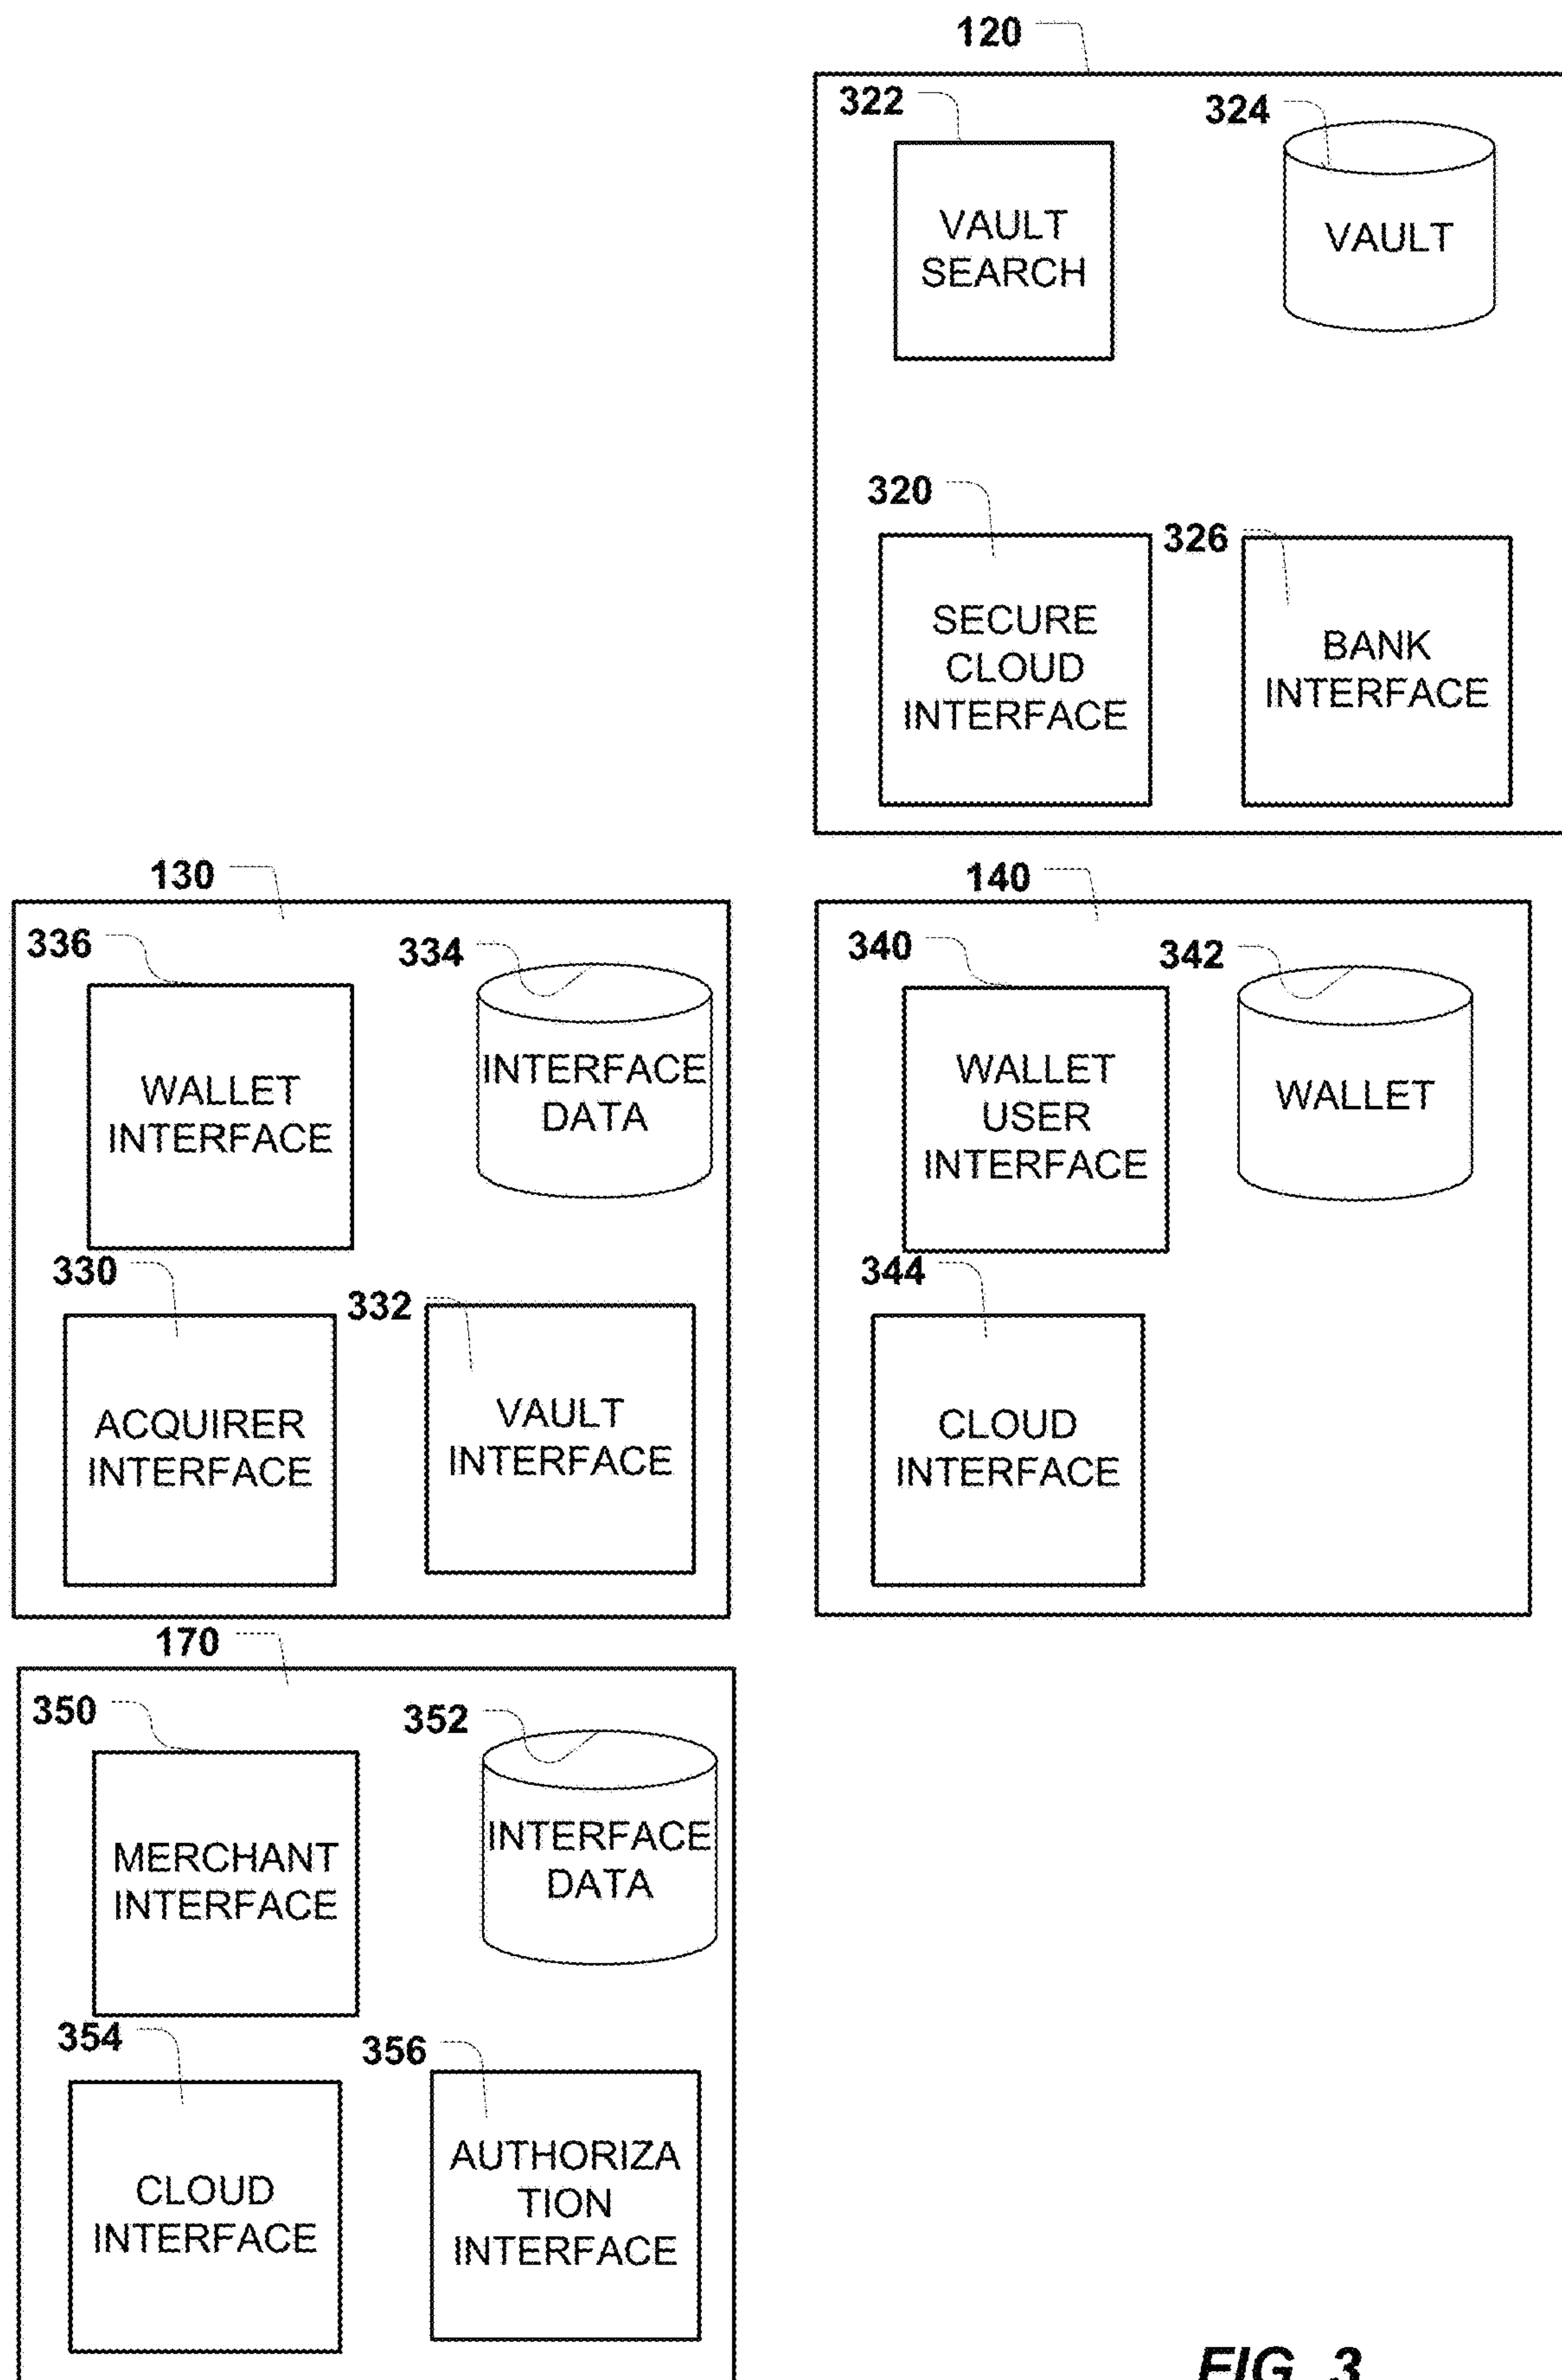 120
322
324
VAULT
SEARCH
VAULT
320
326
SECURE
CLOUD
INTERFACE
BANK
INTERFACE
130
336
334
WALLET
INTERFACE
INTERFACE
DATA
330
332
ACQUIRER
INTERFACE
VAULT
INTERFACE
140
340
342
WALLET
USER
INTERFACE
WALLET
344
CLOUD
INTERFACE
170
350
352
MERCHANT
INTERFACE
INTERFACE
DATA
354
356
CLOUD
INTERFACE
AUTHORIZA
TION
INTERFACE
FIG. 3